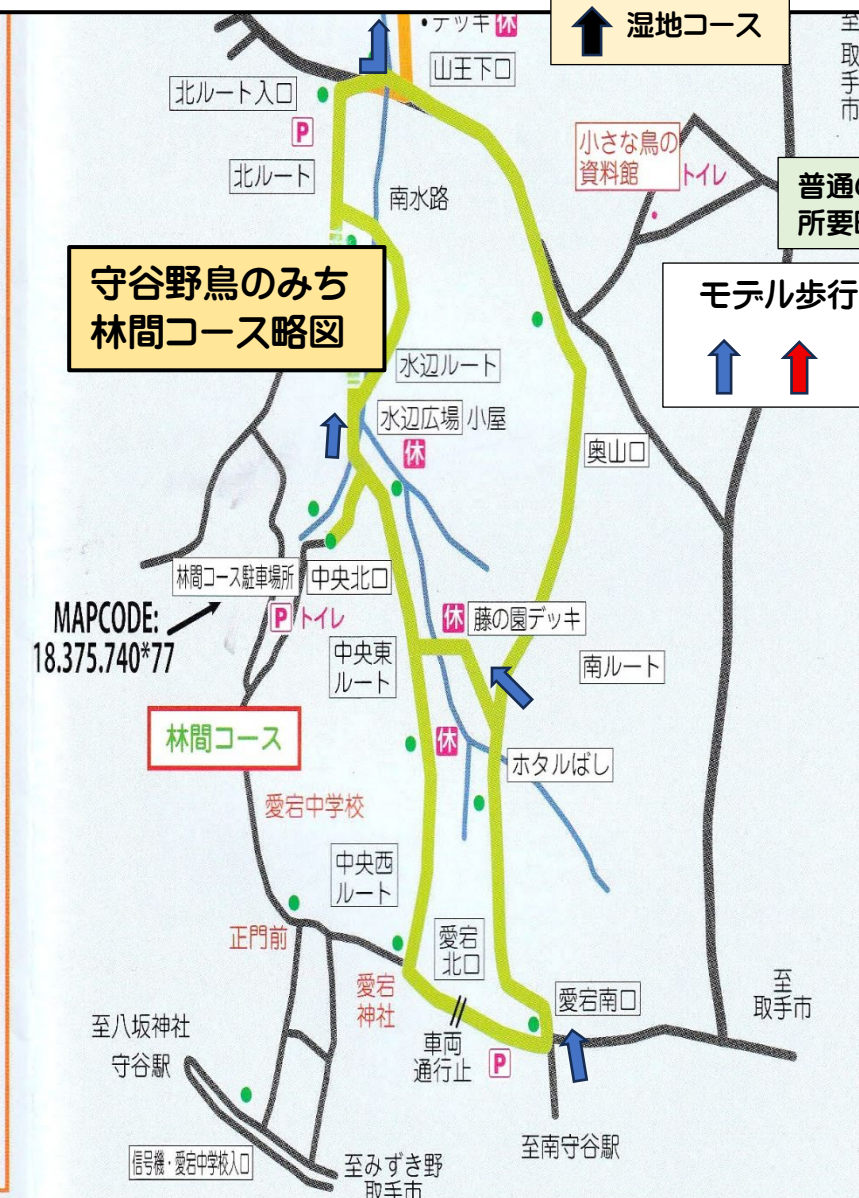 ・デッキ 休
湿地コース
至
取
手
市
山王下口
北ルート入口
P
北ルート
小さな鳥の
資料館
トイレ
南水路
普通の
守谷野鳥のみち
林間コース略図
モデル歩行
水辺ルート
水辺広場 小屋
休
奥山口
林間コース駐車場所
中央北口
P トイレ
MAPCODE:
18.375.740*77
休 藤の園デッキ
中央東
ルート
南ルート
林間コース
休
ホタルばし
愛宕中学校
中央西
ルート
正門前
愛宕
北口
愛宕
神社
愛宕南口
至
取手市
至八坂神社
守谷駅
車両
通行止
P
信号機・愛宕中学校入口
至みずき野
取手市
至南守谷駅